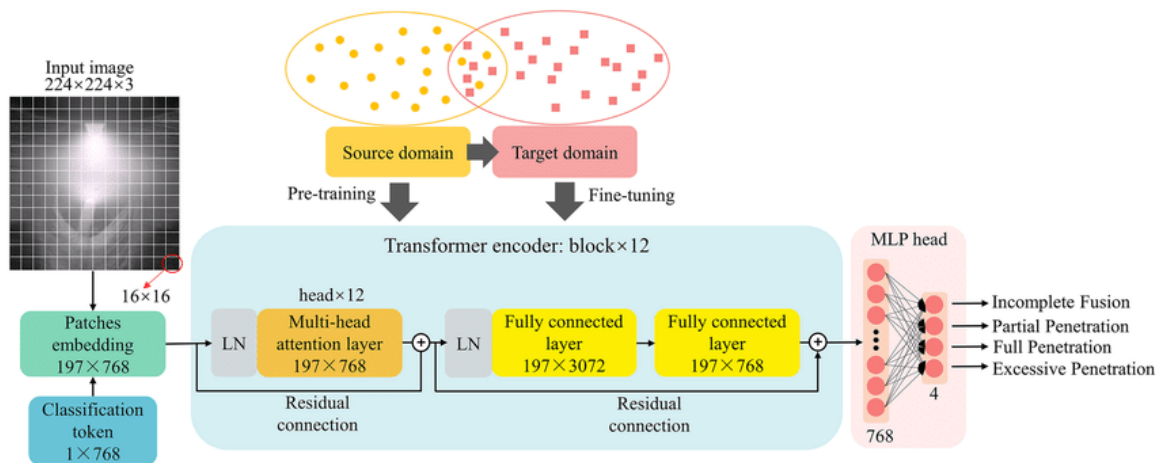 Input image
224×224×3
16×16
Patches
embedding
197×768
Classification
token
1×768
Source domain
Target domain
Pre-training
Fine-tuning
Transformer encoder: block×12
head×12
LN
Multi-head
attention layer
197×768
Residual
connection
LN
Fully connected
layer
197×3072
Fully connected
layer
197×768
Residual
connection
MLP head
768
4
Incomplete Fusion
Partial Penetration
Full Penetration
Excessive Penetration